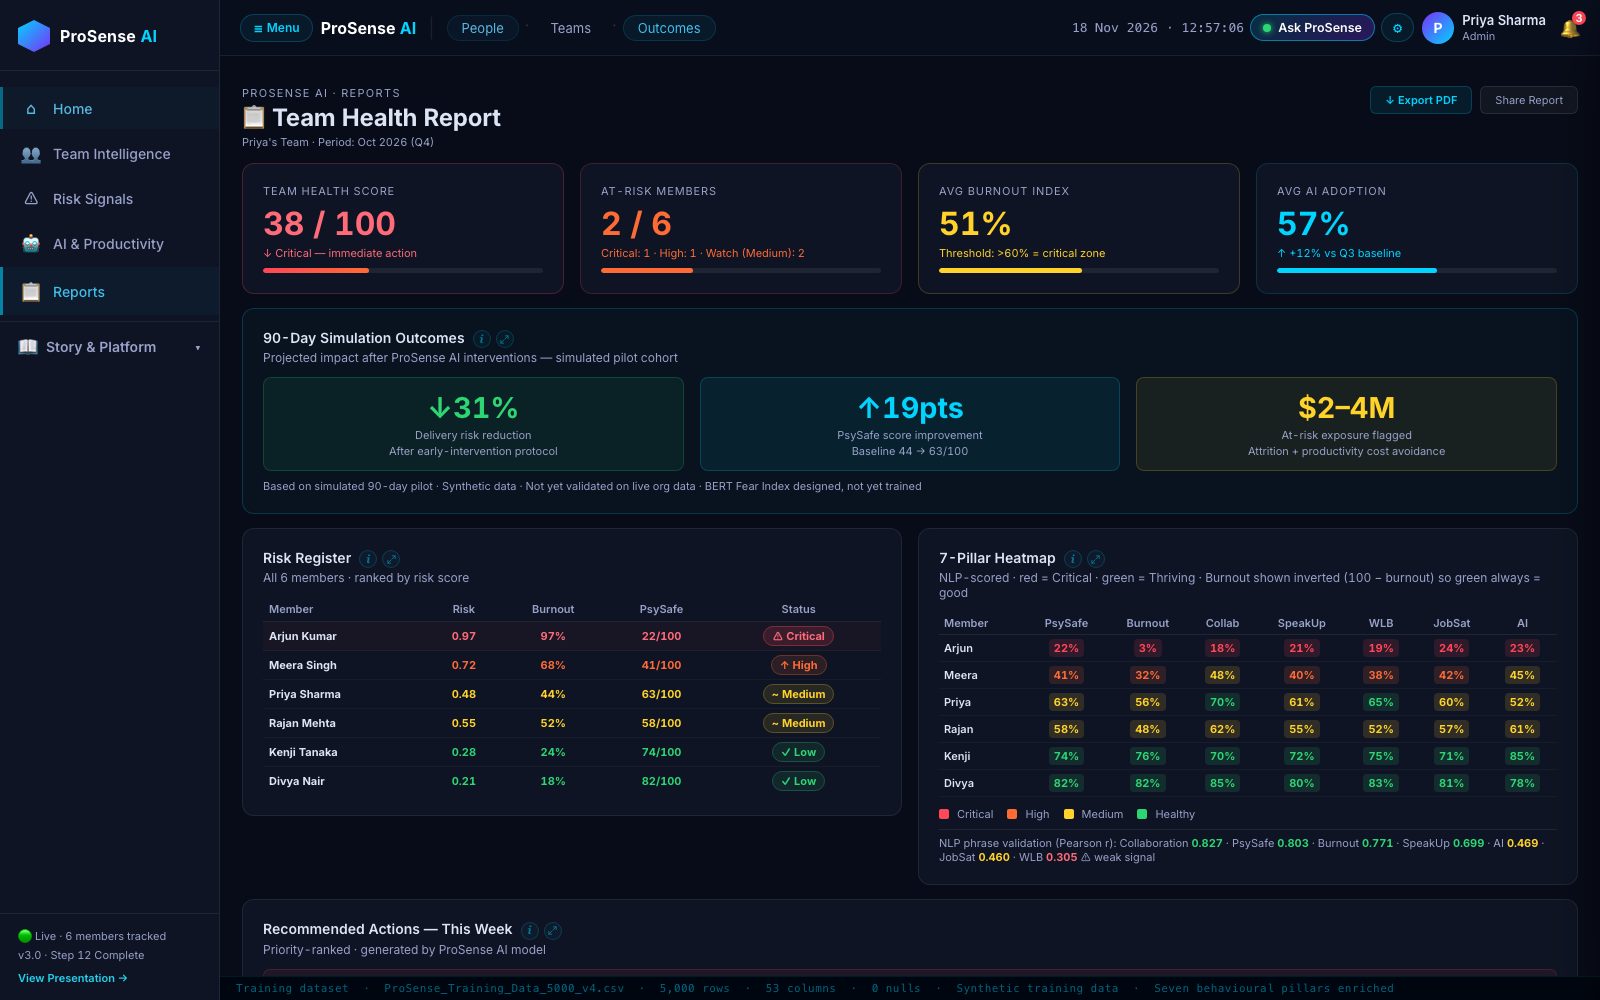 ProSense AI
Home
Team Intelligence
Risk Signals
AI & Productivity
Reports
Story & Platform ▾
Live · 6 members tracked
v3.0 · Step 12 Complete
View Presentation →
≡ Menu ProSense AI People · Teams · Outcomes 18 Nov 2026 · 12:57:06 Ask ProSense P Priya Sharma 3
Admin
PROSENSE AI · REPORTS
Team Health Report
Priya's Team · Period: Oct 2026 (Q4)
↓ Export PDF Share Report
TEAM HEALTH SCORE
38 / 100
↓ Critical — immediate action
AT-RISK MEMBERS
2 / 6
Critical: 1 · High: 1 · Watch (Medium): 2
AVG BURNOUT INDEX
51%
Threshold: >60% = critical zone
AVG AI ADOPTION
57%
↑ +12% vs Q3 baseline
90-Day Simulation Outcomes i
Projected impact after ProSense AI interventions — simulated pilot cohort
↓31%
Delivery risk reduction
After early-intervention protocol
↑19pts
PsySafe score improvement
Baseline 44 → 63/100
$2–4M
At-risk exposure flagged
Attrition + productivity cost avoidance
Based on simulated 90-day pilot · Synthetic data · Not yet validated on live org data · BERT Fear Index designed, not yet trained
Risk Register i
All 6 members · ranked by risk score
Member Risk Burnout PsySafe Status
Arjun Kumar 0.97 97% 22/100 ⚠ Critical
Meera Singh 0.72 68% 41/100 ↑ High
Priya Sharma 0.48 44% 63/100 ~ Medium
Rajan Mehta 0.55 52% 58/100 ~ Medium
Kenji Tanaka 0.28 24% 74/100 ✓ Low
Divya Nair 0.21 18% 82/100 ✓ Low
7-Pillar Heatmap i
NLP-scored · red = Critical · green = Thriving · Burnout shown inverted (100 − burnout) so green always =
good
Member PsySafe Burnout Collab SpeakUp WLB JobSat AI
Arjun 22% 3% 18% 21% 19% 24% 23%
Meera 41% 32% 48% 40% 38% 42% 45%
Priya 63% 56% 70% 61% 65% 60% 52%
Rajan 58% 48% 62% 55% 52% 57% 61%
Kenji 74% 76% 70% 72% 75% 71% 85%
Divya 82% 82% 85% 80% 83% 81% 78%
Critical High Medium Healthy
NLP phrase validation (Pearson r): Collaboration 0.827 · PsySafe 0.803 · Burnout 0.771 · SpeakUp 0.699 · AI 0.469 ·
JobSat 0.460 · WLB 0.305 ⚠ weak signal
Recommended Actions — This Week i
Priority-ranked · generated by ProSense AI model
Training dataset · ProSense_Training_Data_5000_v4.csv · 5,000 rows · 53 columns · 0 nulls · Synthetic training data · Seven behavioural pillars enriched